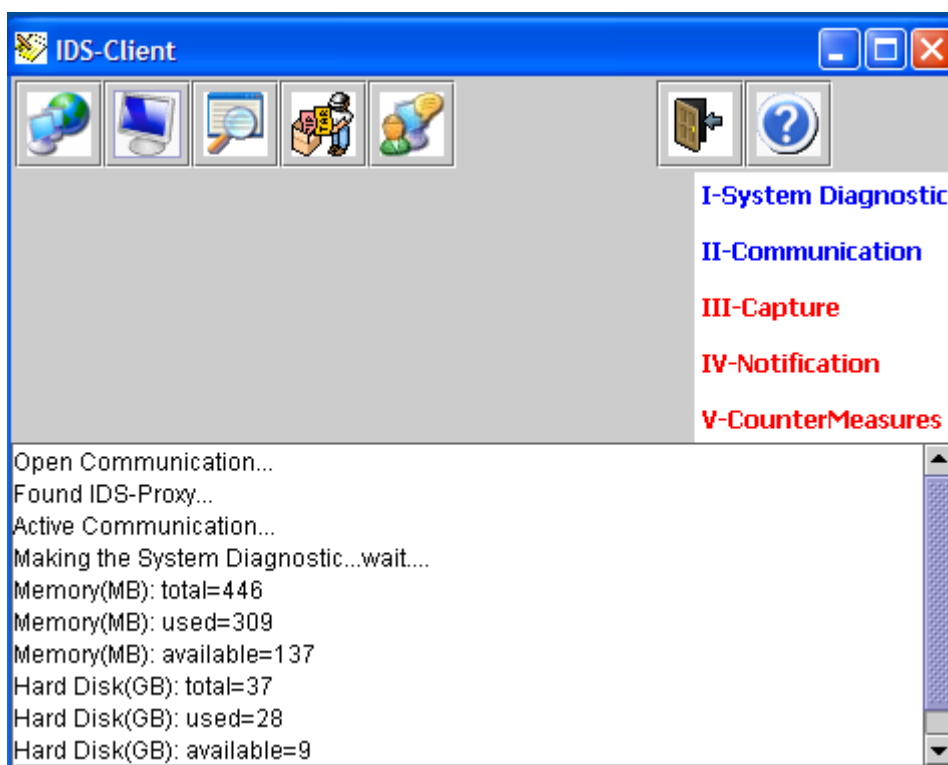 IDS-Client
I-System Diagnostic
II-Communication
III-Capture
IV-Notification
V-CounterMeasures
Open Communication...
Found IDS-Proxy...
Active Communication...
Making the System Diagnostic...wait....
Memory(MB): total=446
Memory(MB): used=309
Memory(MB): available=137
Hard Disk(GB): total=37
Hard Disk(GB): used=28
Hard Disk(GB): available=9